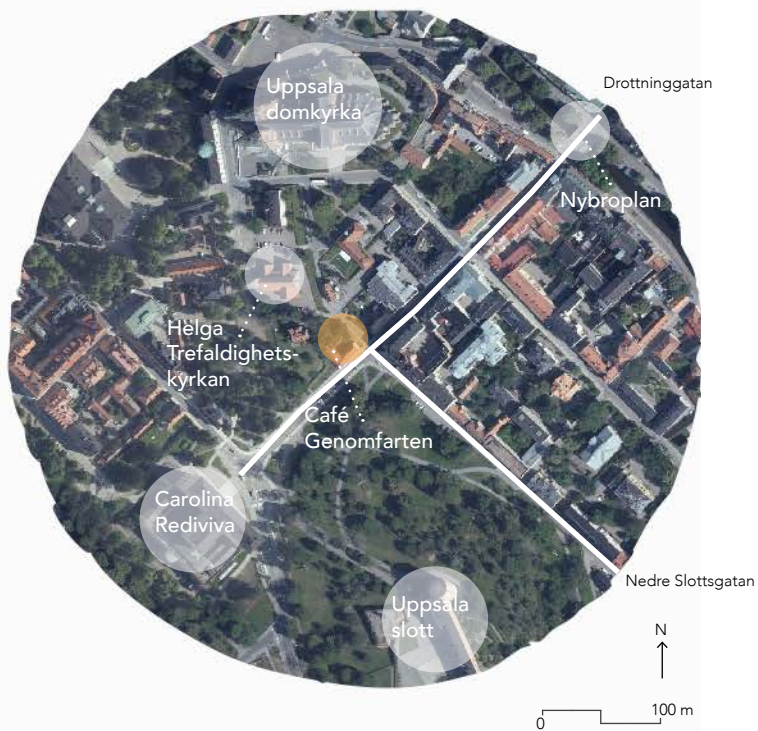 Uppsala
domkyrka
Drottninggatan
Nybroplan
Helga
Trefaldighets-
kyrkan
Café
Genomfarten
Carolina
Rediviva
Uppsala
slott
Nedre Slottsgatan
N
100 m
0